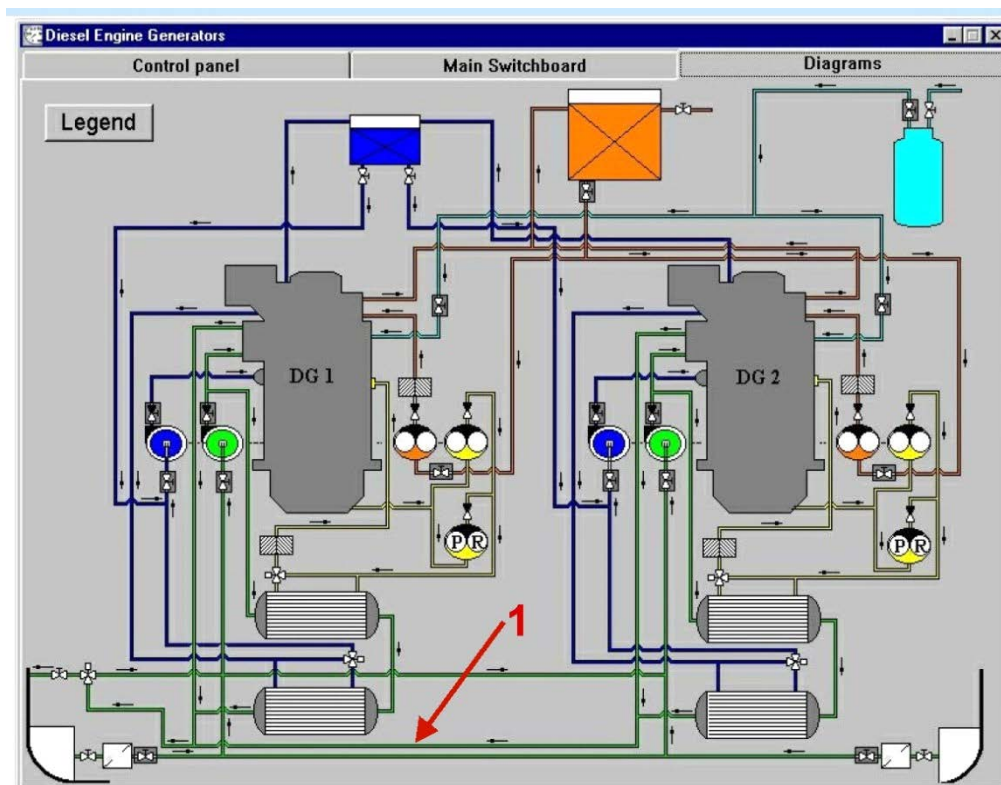 Diesel Engine Generators
Control panel Main Switchboard Diagrams
Legend
DG 1 DG 2
P R P R
1